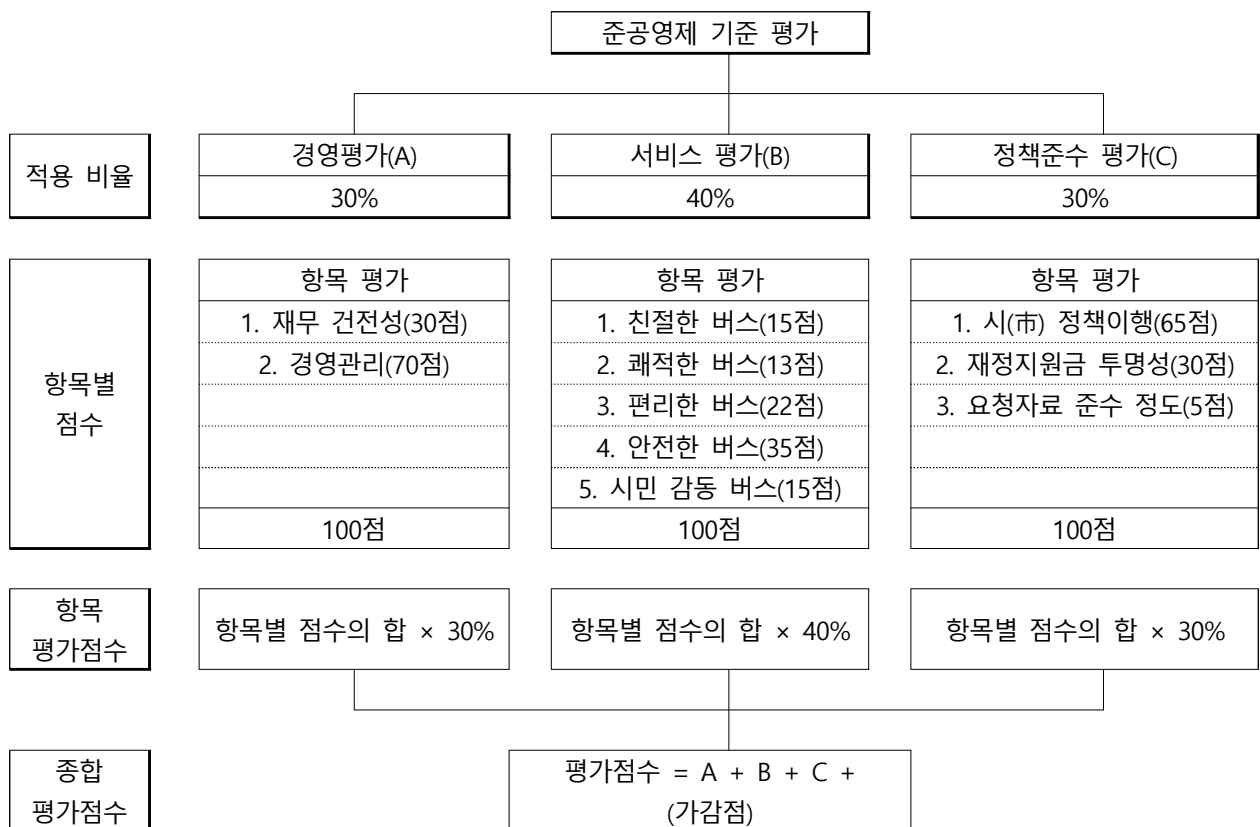 준공영제 기준 평가
적용 비율
경영평가(A)
30%
서비스 평가(B)
40%
정책준수 평가(C)
30%
항목별
점수
항목 평가
1. 재무 건전성(30점)
2. 경영관리(70점)
100점
항목 평가
1. 친절한 버스(15점)
2. 쾌적한 버스(13점)
3. 편리한 버스(22점)
4. 안전한 버스(35점)
5. 시민 감동 버스(15점)
100점
항목 평가
1. 시(市) 정책이행(65점)
2. 재정지원금 투명성(30점)
3. 요청자료 준수 정도(5점)
100점
항목
평가점수
항목별 점수의 합 × 30%
항목별 점수의 합 × 40%
항목별 점수의 합 × 30%
종합
평가점수
평가점수 = A + B + C +
(가감점)